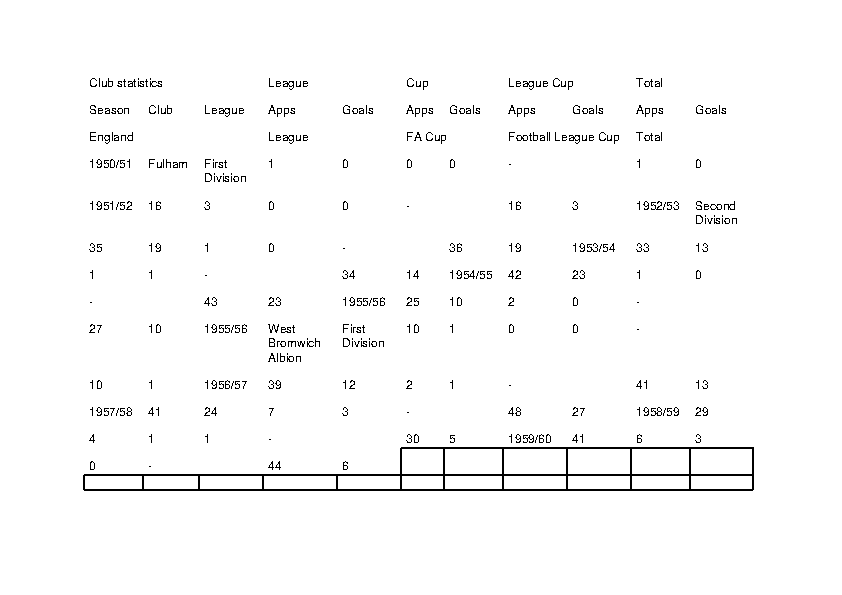 Club statistics League Cup League Cup Total
Season Club League Apps Goals Apps Goals Apps Goals Apps Goals
England League FA Cup Football League Cup Total
1950/51 Fulham First Division 1 0 0 0 - 1 0
1951/52 16 3 0 0 - 16 3 1952/53 Second Division
35 19 1 0 - 36 19 1953/54 33 13
1 1 - 34 14 1954/55 42 23 1 0
- 43 23 1955/56 25 10 2 0 -
27 10 1955/56 West Bromwich Albion First Division 10 1 0 0 -
10 1 1956/57 39 12 2 1 - 41 13
1957/58 41 24 7 3 - 48 27 1958/59 29
4 1 1 - 30 5 1959/60 41 6 3
0 - 44 6